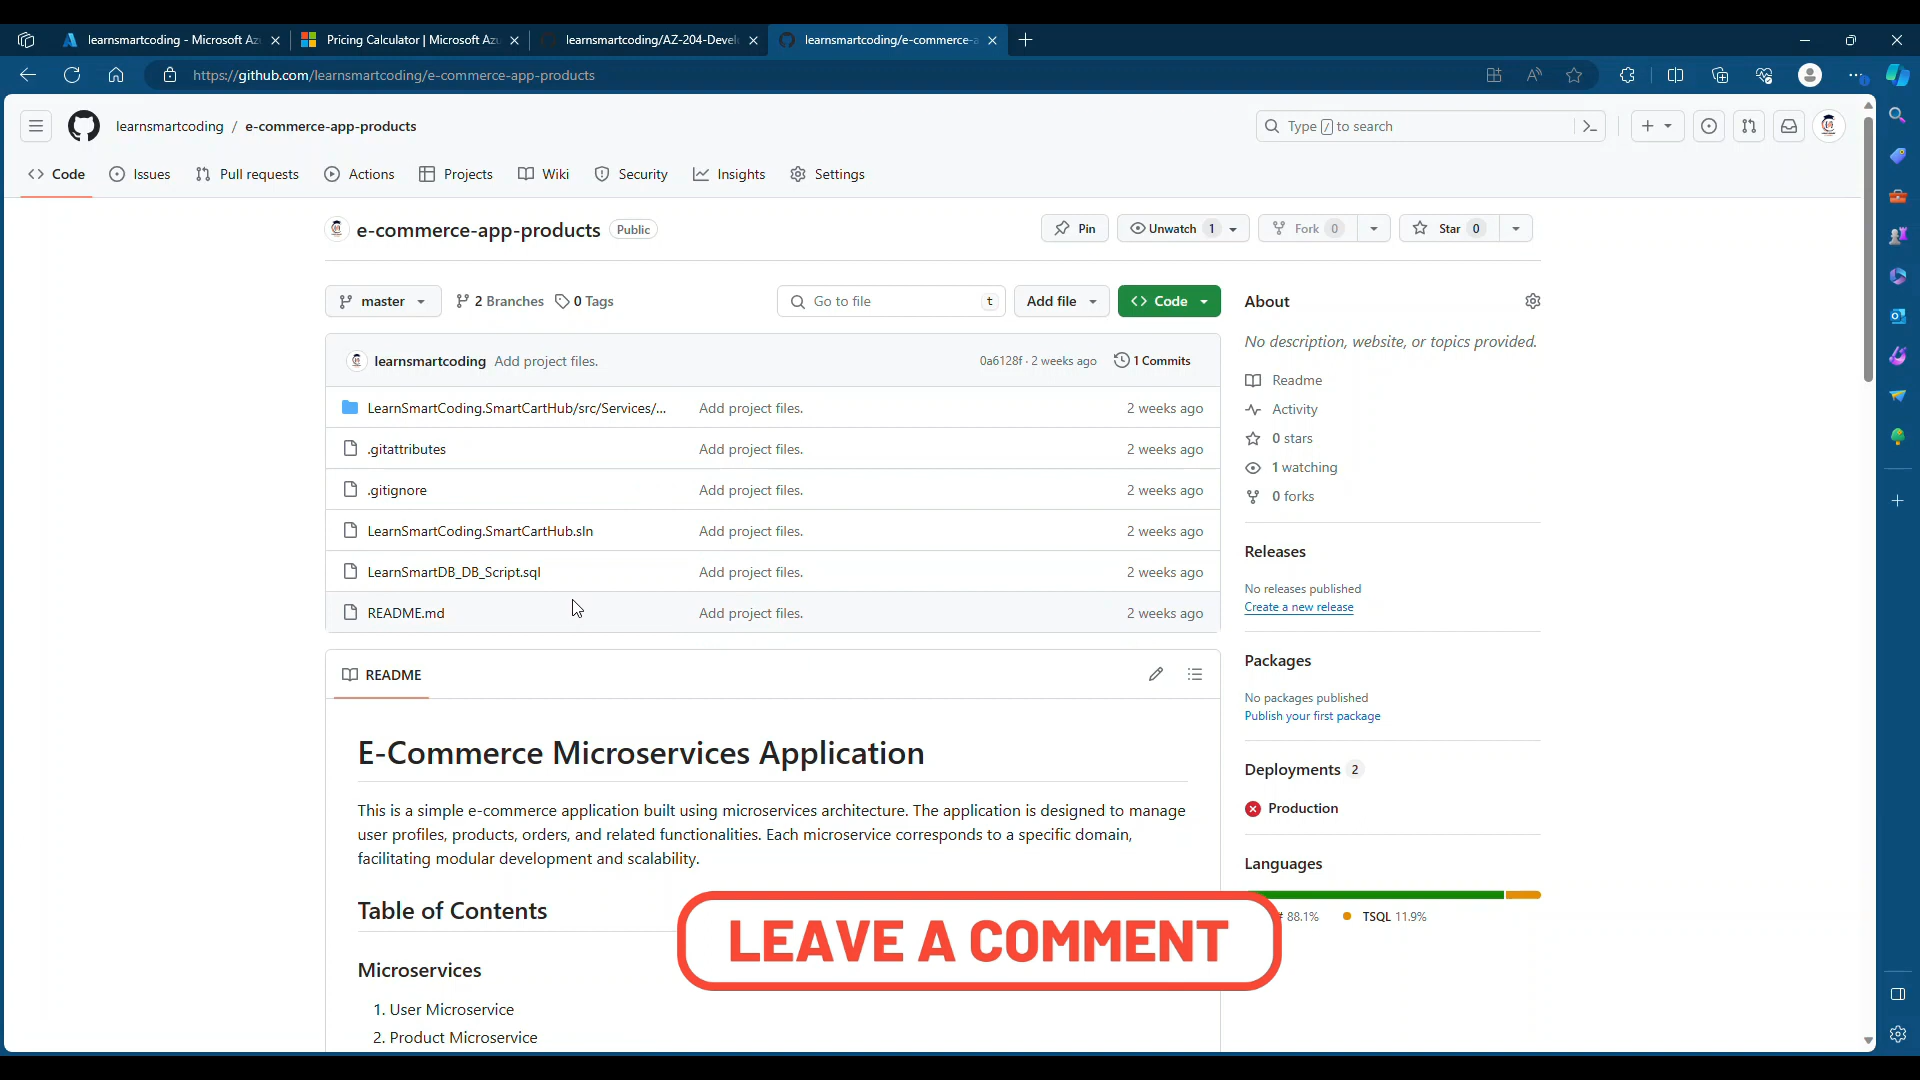 learnsmartcoding - Microsoft Az
Pricing Calculator | Microsoft Azu
learnsmartcoding/AZ-204-Devel
learnsmartcoding/e-commerce-a
https://github.com/learnsmartcoding/e-commerce-app-products
learnsmartcoding / e-commerce-app-products
Type / to search
Code
Issues
Pull requests
Actions
Projects
Wiki
Security
Insights
Settings
e-commerce-app-products Public
Pin
Unwatch 1
Fork 0
Star 0
master
2 Branches
0 Tags
Go to file t
Add file
<> Code
learnsmartcoding Add project files.
0a6128f · 2 weeks ago
1 Commits
LearnSmartCoding.SmartCartHub/src/Services/... Add project files. 2 weeks ago
.gitattributes Add project files. 2 weeks ago
.gitignore Add project files. 2 weeks ago
LearnSmartCoding.SmartCartHub.sln Add project files. 2 weeks ago
LearnSmartDB_DB_Script.sql Add project files. 2 weeks ago
README.md Add project files. 2 weeks ago
README
E-Commerce Microservices Application
This is a simple e-commerce application built using microservices architecture. The application is designed to manage
user profiles, products, orders, and related functionalities. Each microservice corresponds to a specific domain,
facilitating modular development and scalability.
Table of Contents
Microservices
1. User Microservice
2. Product Microservice
About
No description, website, or topics provided.
Readme
Activity
0 stars
1 watching
0 forks
Releases
No releases published
Create a new release
Packages
No packages published
Publish your first package
Deployments 2
Production
Languages
88.1%
TSQL 11.9%
LEAVE A COMMENT